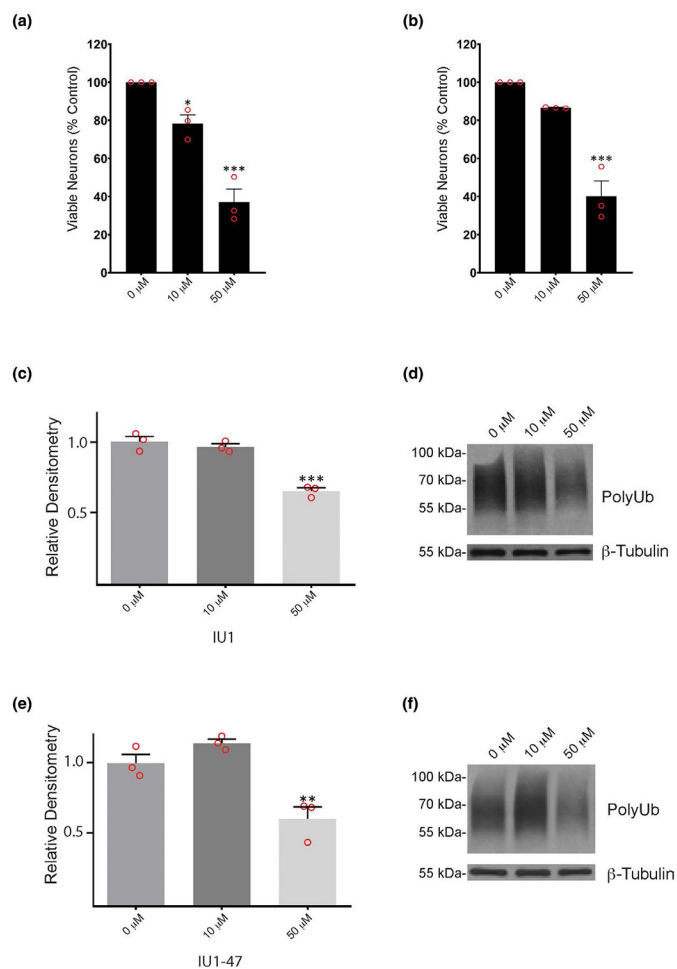 (a)
Viable Neurons (% Control)
120
100
80
60
40
20
0
*
***
0 μM
10 μM
50 μM
(b)
Viable Neurons (% Control)
120
100
80
60
40
20
0
***
0 μM
10 μM
50 μM
(c)
Relative Densitometry
1.0
0.5
***
0 μM
10 μM
50 μM
IU1
(d)
0 μM
10 μM
50 μM
100 kDa-
70 kDa-
55 kDa-
PolyUb
55 kDa-
β-Tubulin
(e)
Relative Densitometry
1.0
0.5
**
0 μM
10 μM
50 μM
IU1-47
(f)
0 μM
10 μM
50 μM
100 kDa-
70 kDa-
55 kDa-
PolyUb
55 kDa-
β-Tubulin